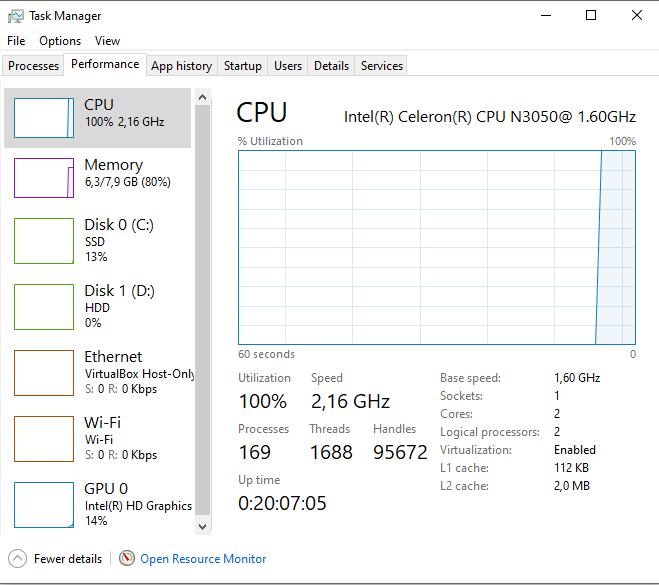 Task Manager
File Options View
Processes Performance App history Startup Users Details Services
CPU
100% 2,16 GHz
Memory
6,3/7,9 GB (80%)
Disk 0 (C:)
SSD
13%
Disk 1 (D:)
HDD
0%
Ethernet
VirtualBox Host-Only
S: 0 R: 0 Kbps
Wi-Fi
Wi-Fi
S: 0 R: 0 Kbps
GPU 0
Intel(R) HD Graphics
14%
CPU Intel(R) Celeron(R) CPU N3050@ 1.60GHz
% Utilization 100%
60 seconds 0
Utilization Speed
100% 2,16 GHz
Processes Threads Handles
169 1688 95672
Up time
0:20:07:05
Base speed: 1,60 GHz
Sockets: 1
Cores: 2
Logical processors: 2
Virtualization: Enabled
L1 cache: 112 KB
L2 cache: 2,0 MB
Fewer details Open Resource Monitor